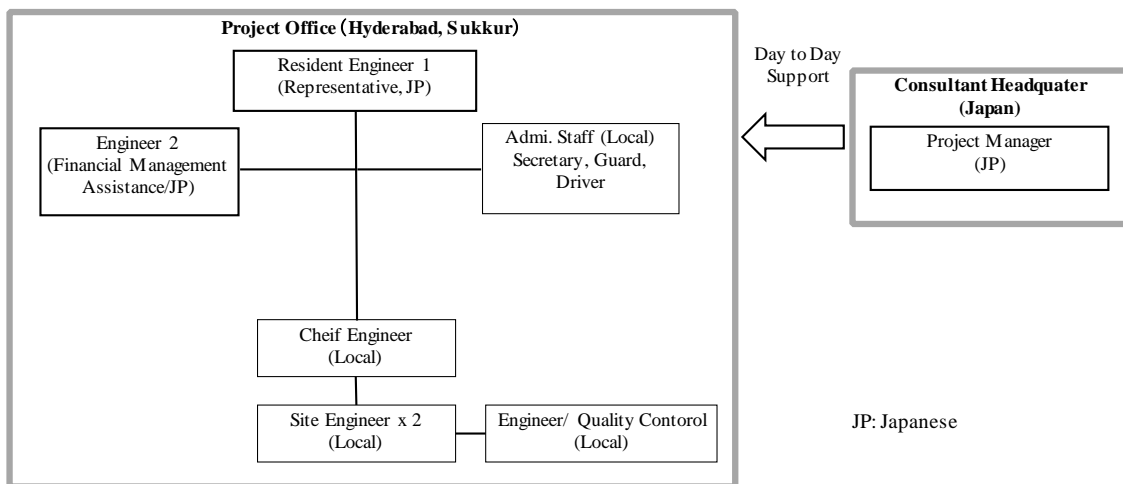 Project Office（Hyderabad, Sukkur）
Resident Engineer 1
(Representative, JP)
Engineer 2
(Financial Management
Assistance/JP)
Admi. Staff (Local)
Secretary, Guard,
Driver
Cheif Engineer
(Local)
Site Engineer x 2
(Local)
Engineer/ Quality Contorol
(Local)
Day to Day
Support
Consultant Headquater
(Japan)
Project Manager
(JP)
JP: Japanese